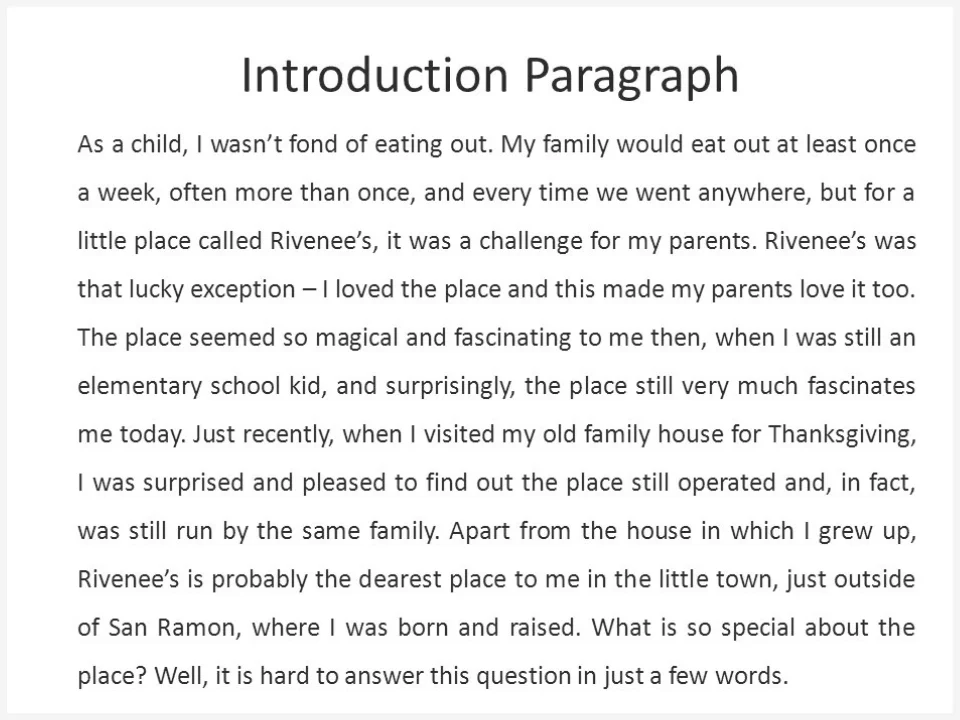 Introduction Paragraph
As a child, I wasn’t fond of eating out. My family would eat out at least once
a week, often more than once, and every time we went anywhere, but for a
little place called Rivenee’s, it was a challenge for my parents. Rivenee’s was
that lucky exception – I loved the place and this made my parents love it too.
The place seemed so magical and fascinating to me then, when I was still an
elementary school kid, and surprisingly, the place still very much fascinates
me today. Just recently, when I visited my old family house for Thanksgiving,
I was surprised and pleased to find out the place still operated and, in fact,
was still run by the same family. Apart from the house in which I grew up,
Rivenee’s is probably the dearest place to me in the little town, just outside
of San Ramon, where I was born and raised. What is so special about the
place? Well, it is hard to answer this question in just a few words.